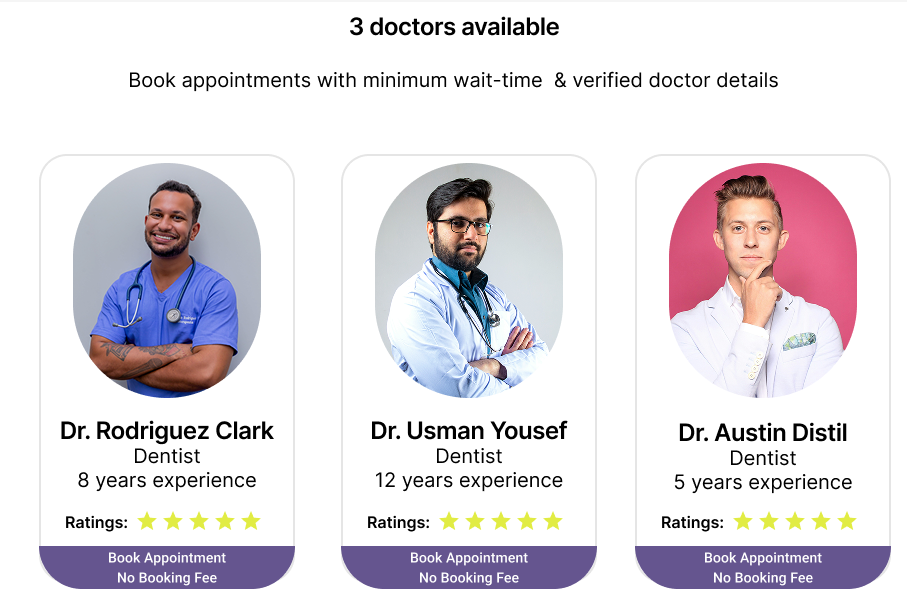 3 doctors available
Book appointments with minimum wait-time & verified doctor details
Dr. Rodriguez Clark
Dentist
8 years experience
Ratings:
Book Appointment
No Booking Fee
Dr. Usman Yousef
Dentist
12 years experience
Ratings:
Book Appointment
No Booking Fee
Dr. Austin Distil
Dentist
5 years experience
Ratings:
Book Appointment
No Booking Fee